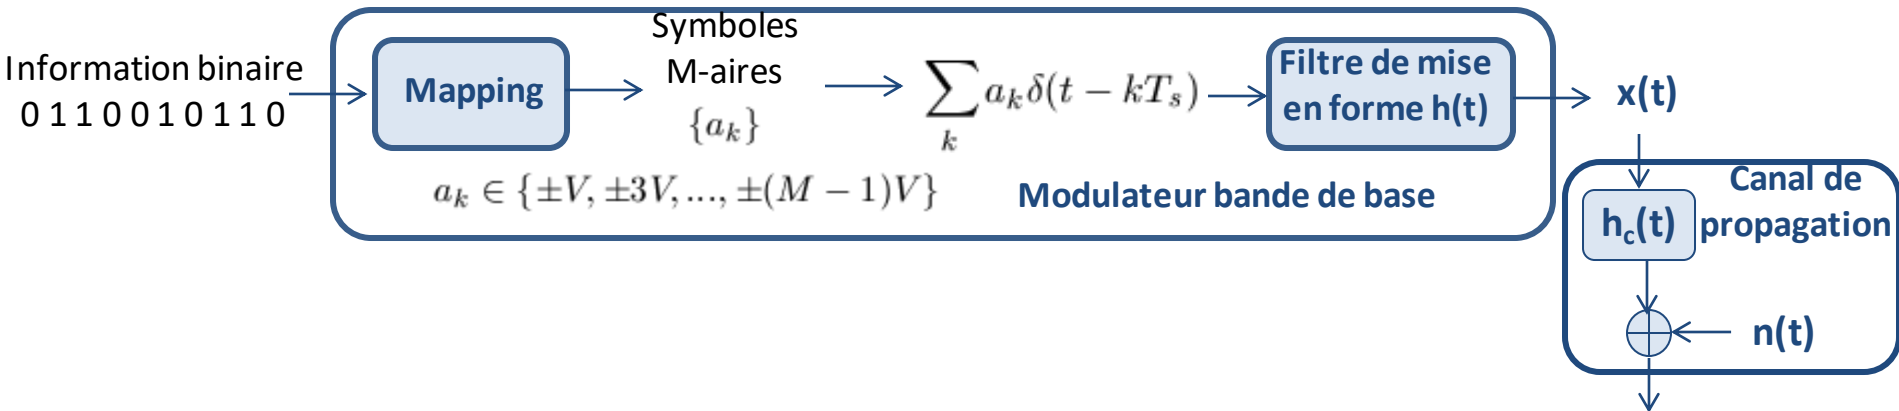 Information binaire
0 1 1 0 0 1 0 1 1 0
Mapping
Symboles
M-aires
{a_k}
∑_k a_k δ(t − kT_s)
Filtre de mise
en forme h(t)
x(t)
a_k ∈ {±V, ±3V, ..., ±(M − 1)V}
Modulateur bande de base
Canal de
propagation
h_c(t)
n(t)